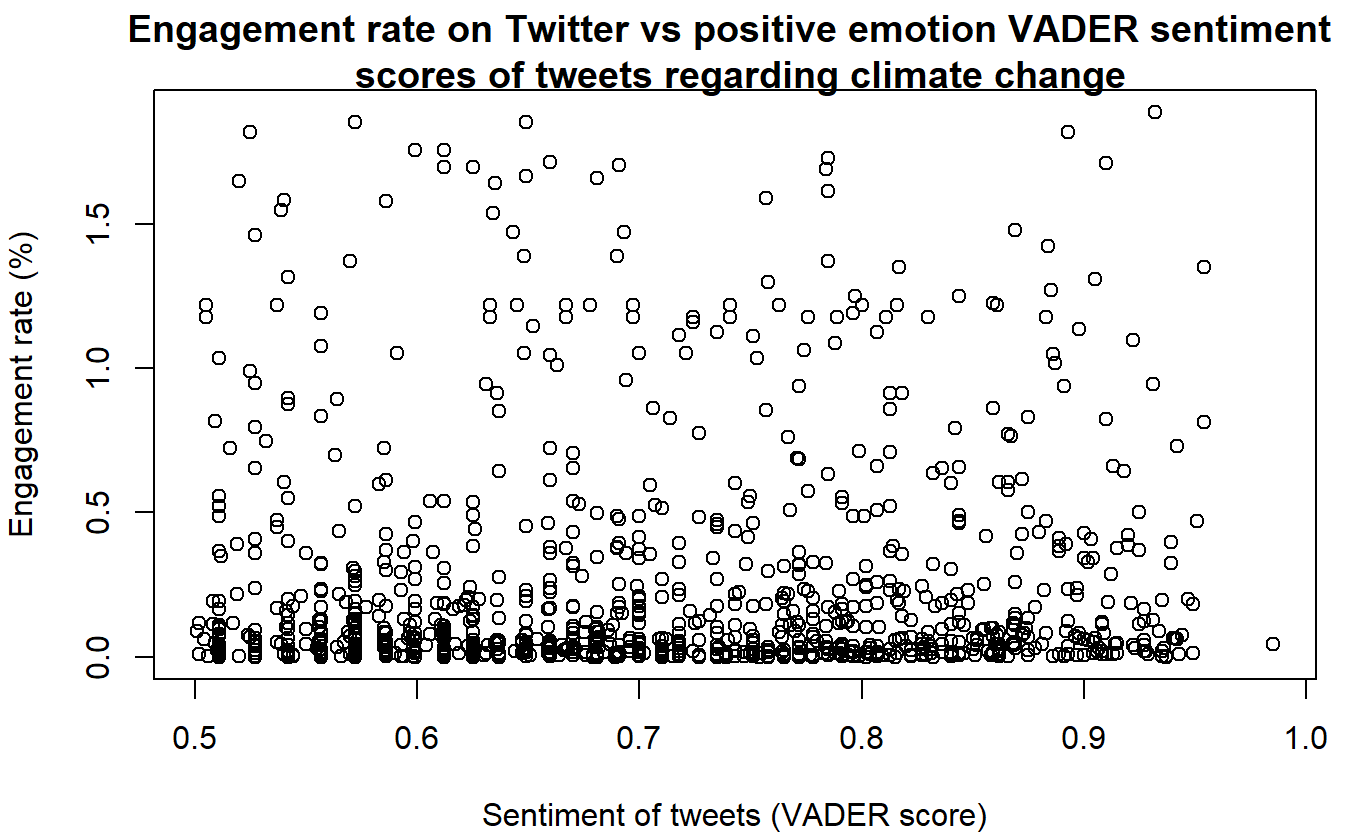 Engagement rate on Twitter vs positive emotion VADER sentiment
scores of tweets regarding climate change
Engagement rate (%)
1.5
1.0
0.5
0.0
0.5 0.6 0.7 0.8 0.9 1.0
Sentiment of tweets (VADER score)